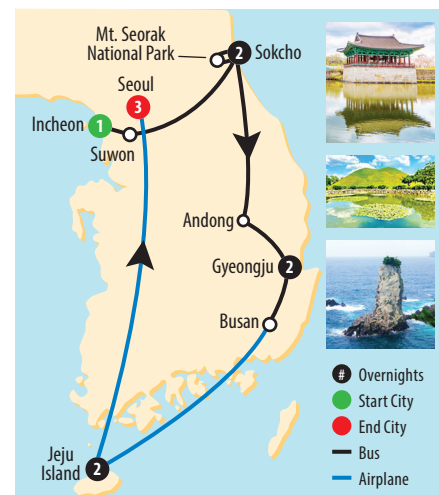 Mt. Seorak
National Park
2
Sokcho
Seoul
3
Incheon
1
Suwon
Andong
Gyeongju
2
Busan
Jeju
Island
2
# Overnights
Start City
End City
Bus
Airplane